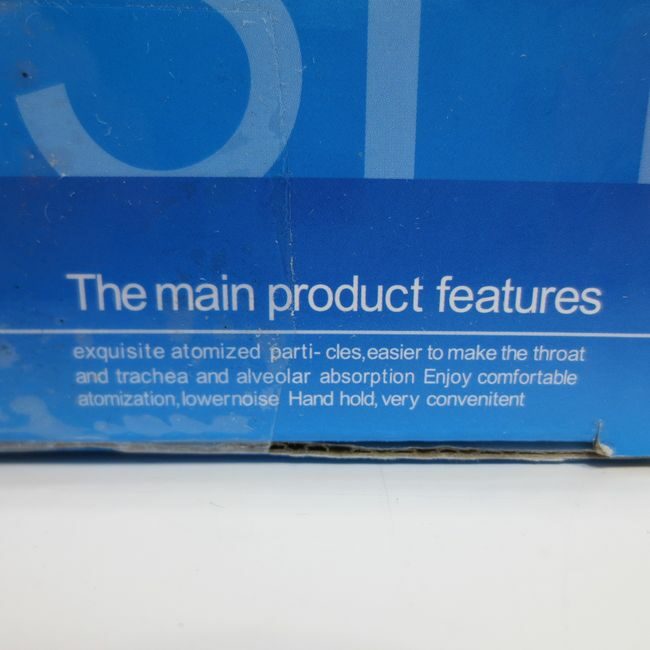 The main product features
exquisite atomized parti- cles,easier to make the throat
and trachea and alveolar absorption Enjoy comfortable
atomization,lowernoise Hand hold,very convenitent